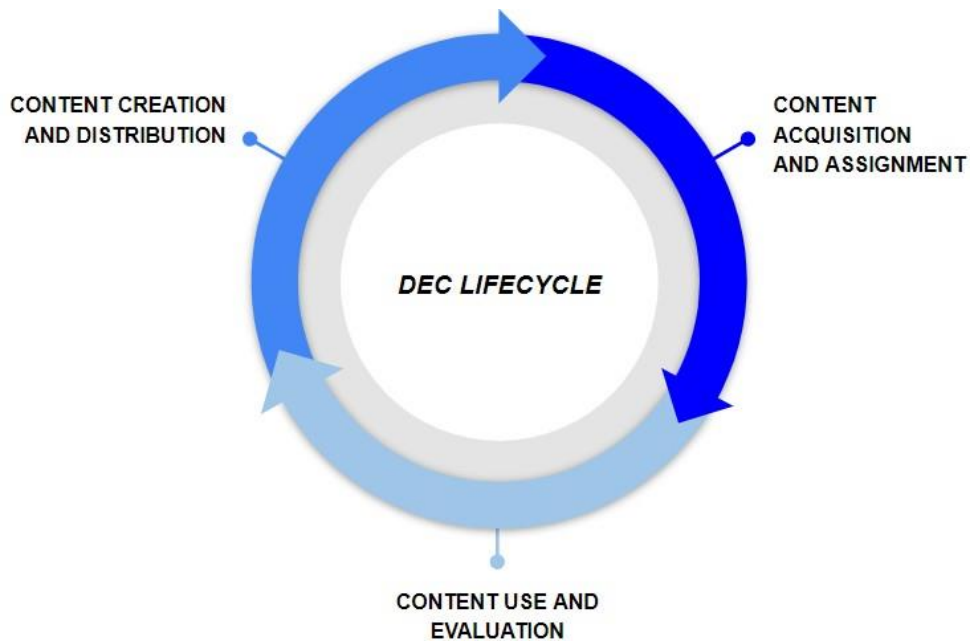 CONTENT CREATION
AND DISTRIBUTION
CONTENT
ACQUISITION
AND ASSIGNMENT
DEC LIFECYCLE
CONTENT USE AND
EVALUATION